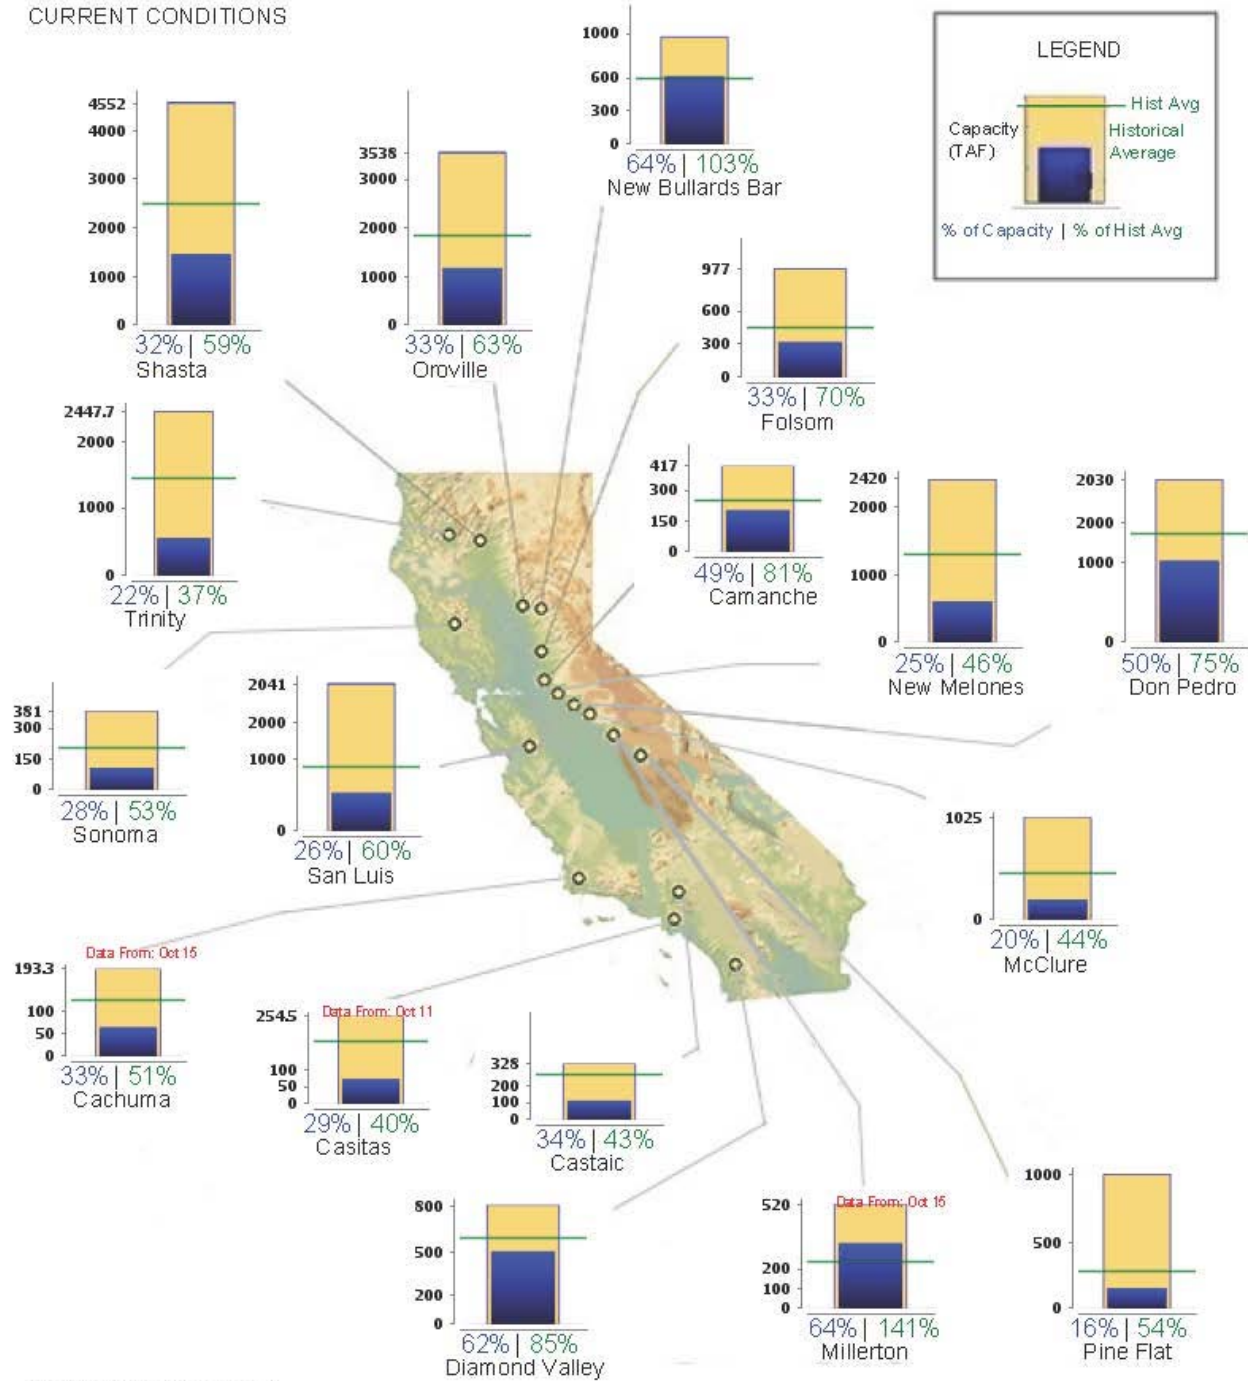 CURRENT CONDITIONS
4552
4000
3000
2000
1000
0
32% | 59%
Shasta
3538
3000
2000
1000
0
33% | 63%
Oroville
1000
600
300
0
64% | 103%
New Bullards Bar
LEGEND
Hist Avg
Capacity
(TAF)
Historical
Average
% of Capacity | % of Hist Avg
977
600
300
0
33% | 70%
Folsom
2447.7
2000
1000
0
22% | 37%
Trinity
417
300
150
0
49% | 81%
Camanche
2420
2000
1000
0
25% | 46%
New Melones
2030
2000
1000
0
50% | 75%
Don Pedro
381
300
150
0
28% | 53%
Sonoma
2041
2000
1000
0
26% | 60%
San Luis
1025
0
20% | 44%
McClure
Data From: Oct 15
193.3
100
50
0
33% | 51%
Cachuma
Data From: Oct 11
254.5
100
50
0
29% | 40%
Casitas
328
200
100
0
34% | 43%
Castaic
800
500
200
0
62% | 85%
Diamond Valley
Data From: Oct 15
520
200
100
0
64% | 141%
Millerton
1000
500
0
16% | 54%
Pine Flat